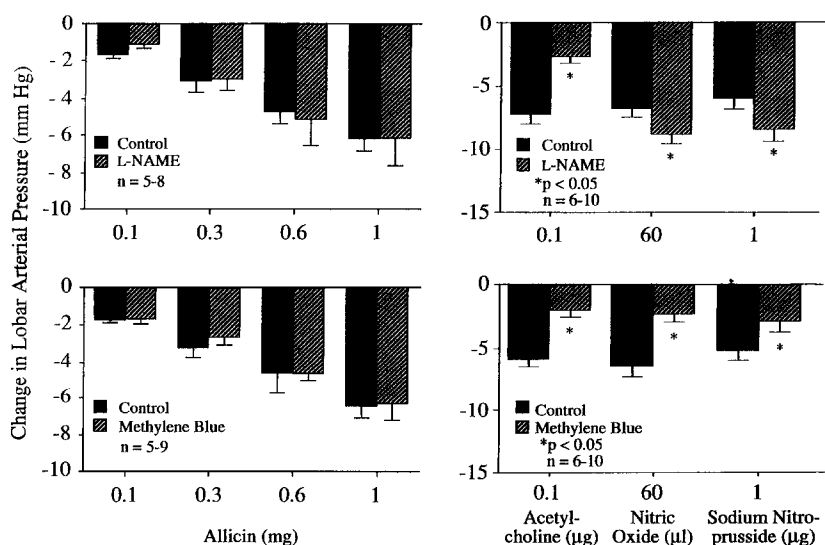 Change in Lobar Arterial Pressure (mm Hg)
0
-2
-4
-6
-8
-10
Control
L-NAME
n = 5-8
0.1 0.3 0.6 1
0
-5
-10
-15
*
*
*
Control
L-NAME
*p < 0.05
n = 6-10
0.1 60 1
0
-2
-4
-6
-8
-10
Control
Methylene Blue
n = 5-9
0.1 0.3 0.6 1
Allicin (mg)
0
-5
-10
-15
*
*
*
Control
Methylene Blue
*p < 0.05
n = 6-10
0.1 60 1
Acetyl- Nitric Sodium Nitro-
choline (µg) Oxide (µl) prusside (µg)